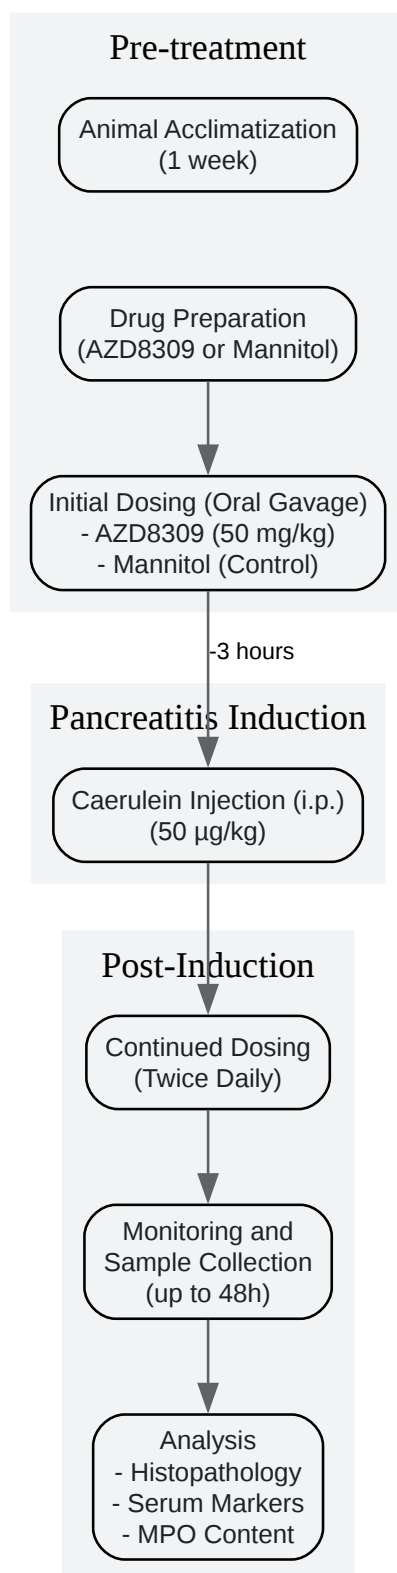 Pre-treatment
Animal Acclimatization
(1 week)
Drug Preparation
(AZD8309 or Mannitol)
Initial Dosing (Oral Gavage)
- AZD8309 (50 mg/kg)
- Mannitol (Control)
-3 hours
Pancreatitis Induction
Caerulein Injection (i.p.)
(50 µg/kg)
Post-Induction
Continued Dosing
(Twice Daily)
Monitoring and
Sample Collection
(up to 48h)
Analysis
- Histopathology
- Serum Markers
- MPO Content